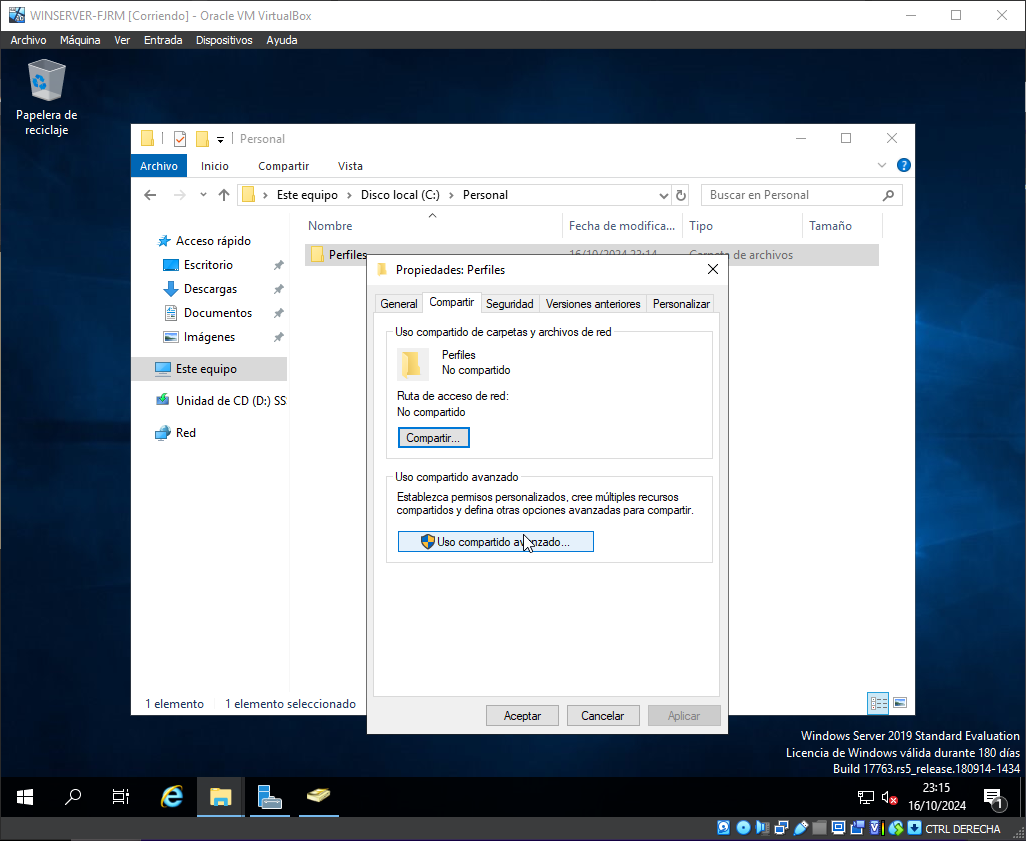 WINSERVER-FJRM [Corriendo] - Oracle VM VirtualBox
Archivo Máquina Ver Entrada Dispositivos Ayuda
Papelera de
reciclaje
Personal
Archivo Inicio Compartir Vista
Este equipo Disco local (C:) Personal
Buscar en Personal
Nombre Fecha de modifica... Tipo Tamaño
Perfiles 16/10/2024 23:14 Carpeta de archivos
Acceso rápido
Escritorio
Descargas
Documentos
Imágenes
Este equipo
Unidad de CD (D:) SS
Red
1 elemento 1 elemento seleccionado
Propiedades: Perfiles
General Compartir Seguridad Versiones anteriores Personalizar
Uso compartido de carpetas y archivos de red
Perfiles
No compartido
Ruta de acceso de red:
No compartido
Compartir...
Uso compartido avanzado
Establezca permisos personalizados, cree múltiples recursos
compartidos y defina otras opciones avanzadas para compartir.
Uso compartido avanzado...
Aceptar Cancelar Aplicar
Windows Server 2019 Standard Evaluation
Licencia de Windows válida durante 180 días
Build 17763.rs5_release.180914-1434
23:15
16/10/2024
1
CTRL DERECHA